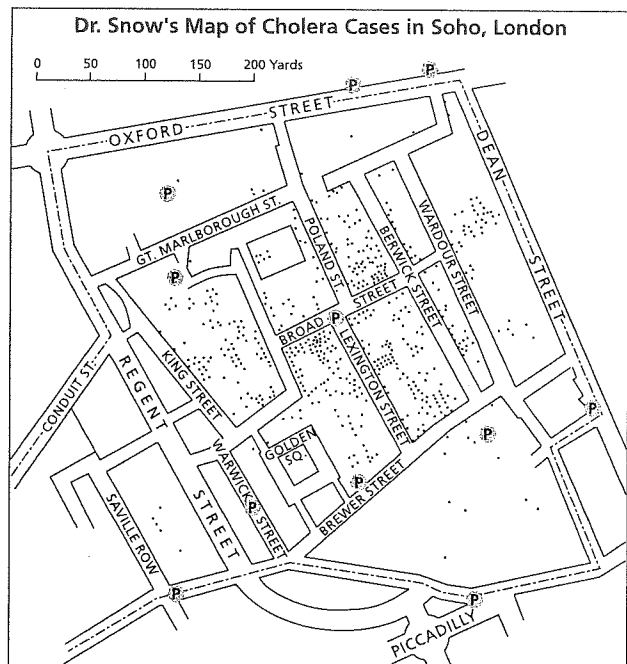 Dr. Snow's Map of Cholera Cases in Soho, London
0 50 100 150 200 Yards
P
P
OXFORD STREET
DEAN STREET
P
GT. MARLBOROUGH ST.
POLAND ST.
BERWICK STREET
WARDOUR STREET
P
BROAD STREET
P
CONDUIT ST.
REGENT STREET
KING STREET
LEXINGTON STREET
P
GOLDEN SQ.
P
WARWICK STREET
P
P
BREWER STREET
SAVILLE ROW
P
P
PICCADILLY